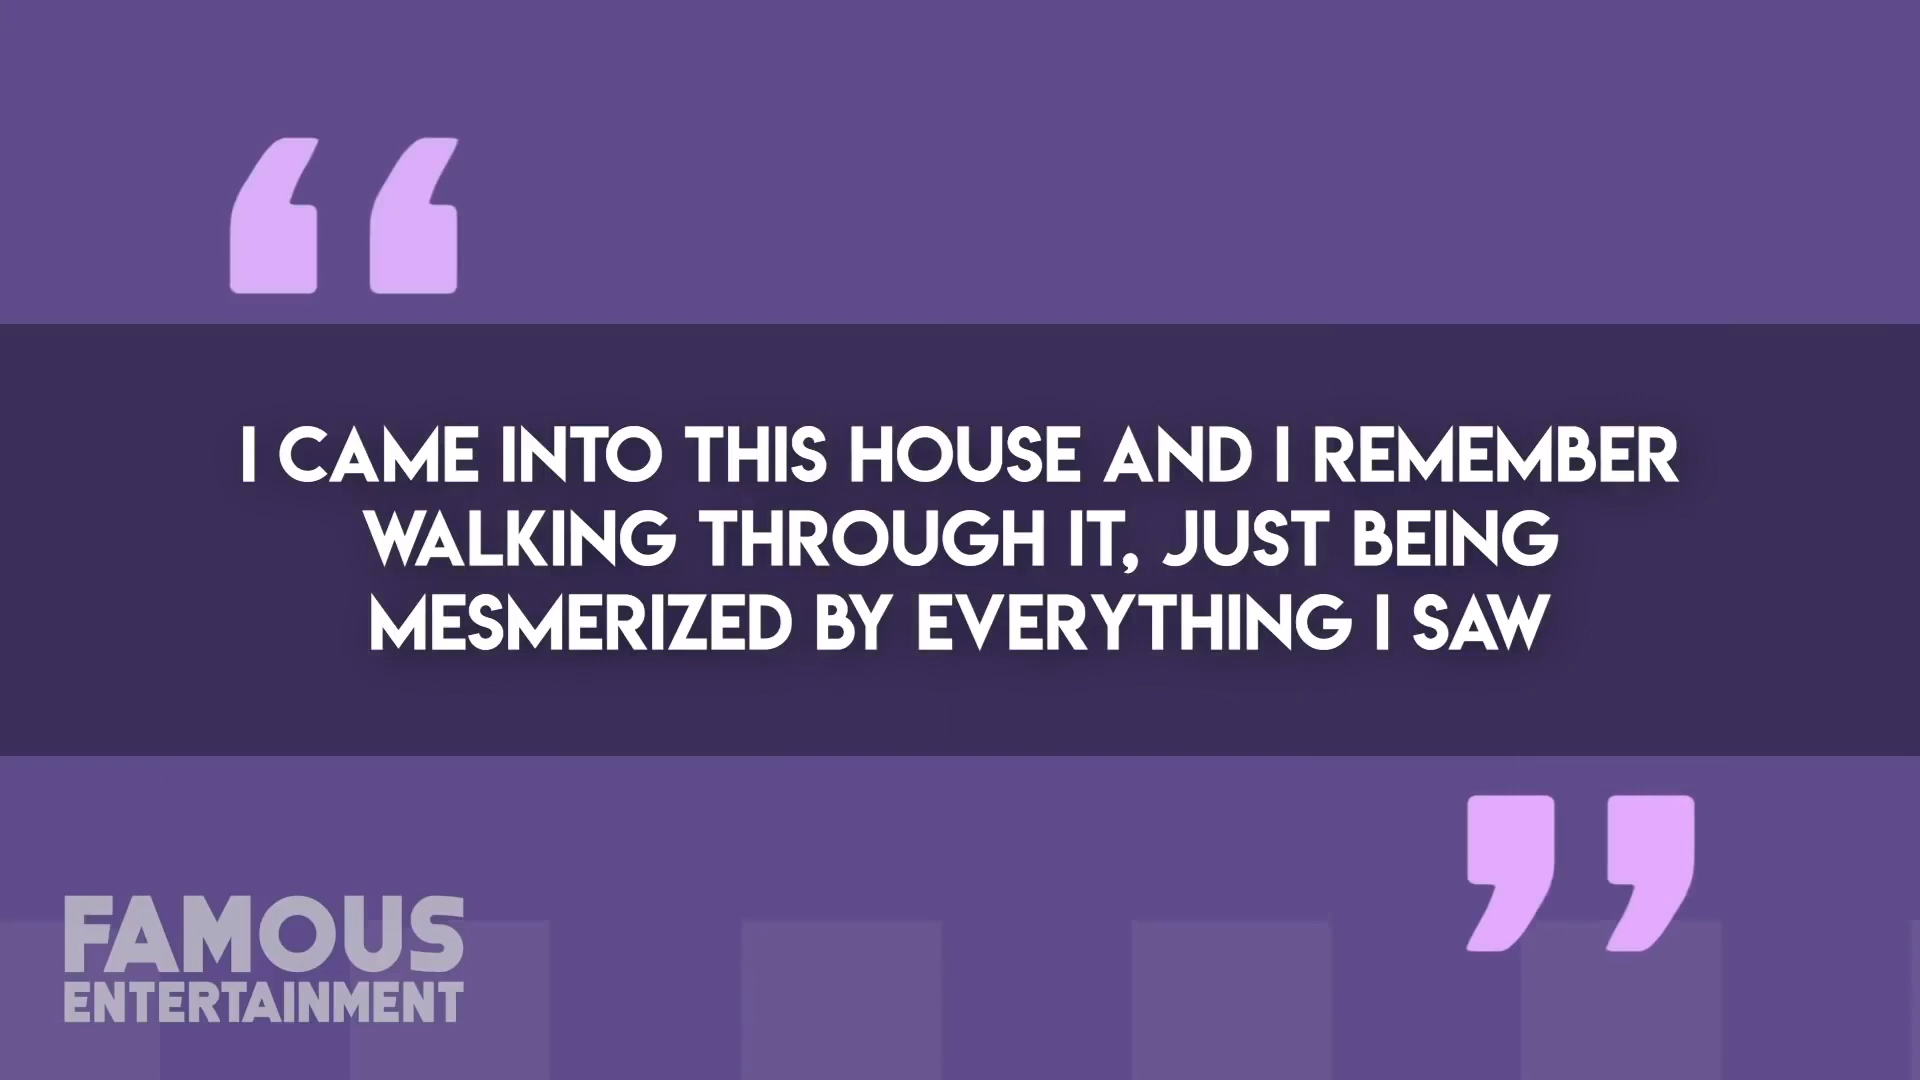 I CAME INTO THIS HOUSE AND I REMEMBER
WALKING THROUGH IT, JUST BEING
MESMERIZED BY EVERYTHING I SAW
FAMOUS
ENTERTAINMENT